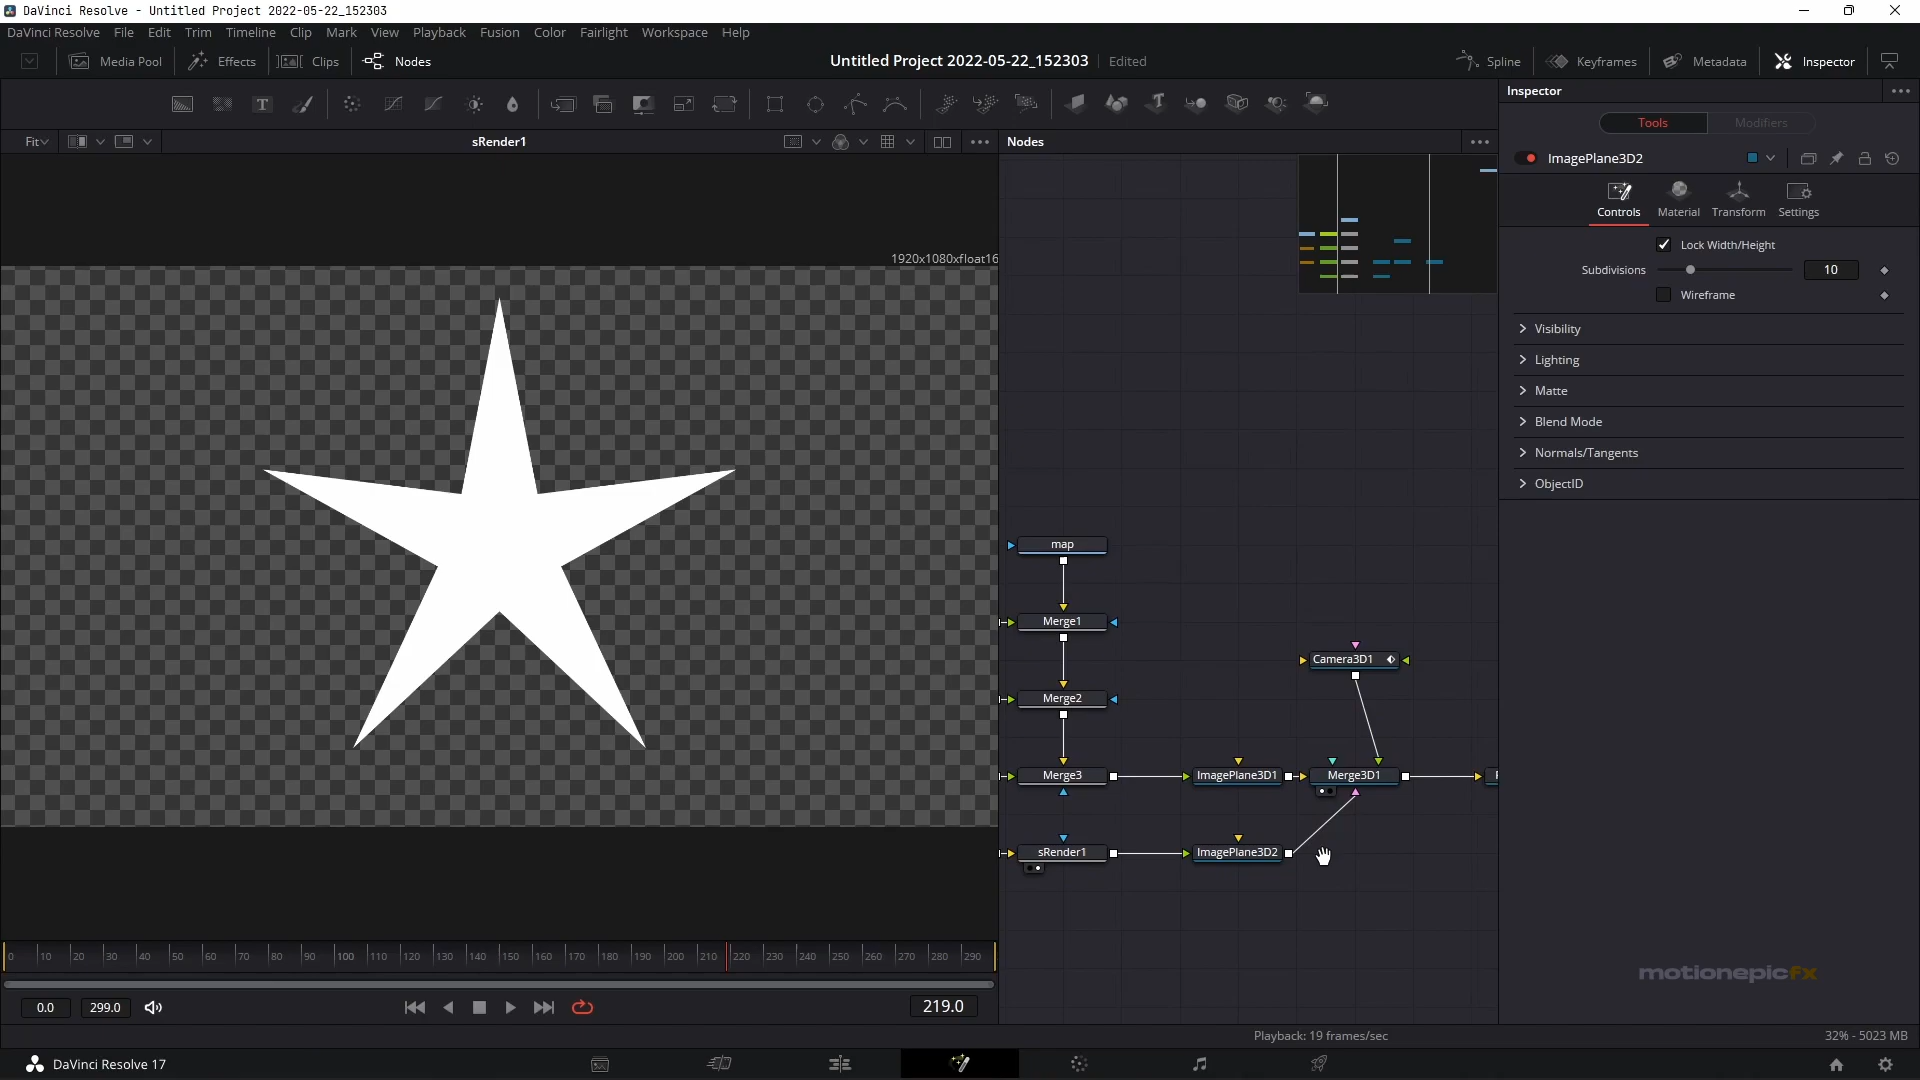 DaVinci Resolve - Untitled Project 2022-05-22_152303
DaVinci Resolve File Edit Trim Timeline Clip Mark View Playback Fusion Color Fairlight Workspace Help
Media Pool Effects Clips Nodes Untitled Project 2022-05-22_152303 Edited Spline Keyframes Metadata Inspector
Inspector
Tools Modifiers
Fit sRender1 Nodes
ImagePlane3D2
Controls Material Transform Settings
Lock Width/Height
1920x1080xfloat16
Subdivisions 10
Wireframe
Visibility
Lighting
Matte
Blend Mode
Normals/Tangents
ObjectID
map
Merge1
Camera3D1
Merge2
Merge3 ImagePlane3D1 Merge3D1
sRender1 ImagePlane3D2
0 10 20 30 40 50 60 70 80 90 100 110 120 130 140 150 160 170 180 190 200 210 220 230 240 250 260 270 280 290
motionepicfx
0.0 299.0 219.0
Playback: 19 frames/sec 32% - 5023 MB
DaVinci Resolve 17